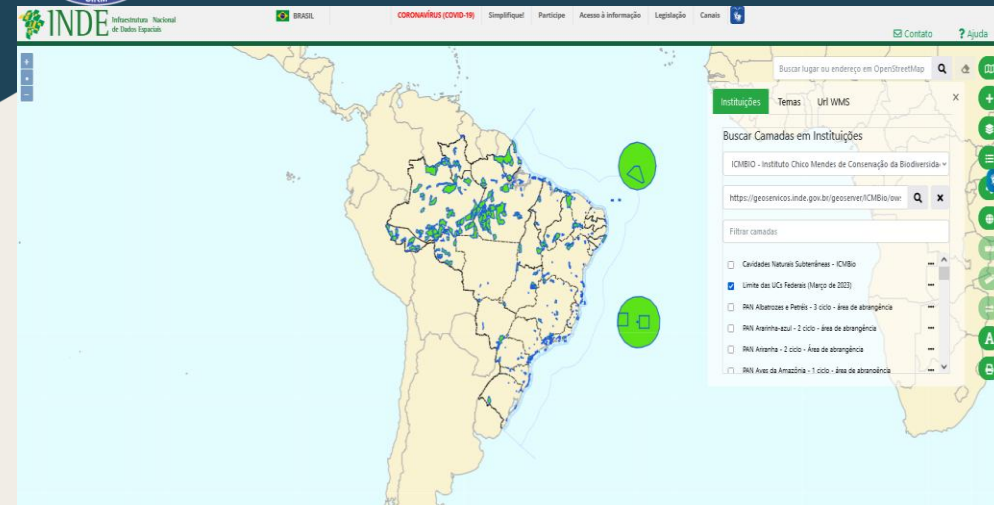 INDE Infraestrutura Nacional
de Dados Espaciais
BRASIL
CORONAVÍRUS (COVID-19) Simplifique! Participe Acesso à informação Legislação Canais
Contato ? Ajuda
Buscar lugar ou endereço em OpenStreetMap
Instituições Temas Url WMS X
Buscar Camadas em Instituições
ICMBIO - Instituto Chico Mendes de Conservação da Biodiversida
https://geoservicos.inde.gov.br/geoserver/ICMBio/ow
Filtrar camadas
Cavidades Naturais Subterrâneas - ICMBio
Limite das UCs Federais (Março de 2023)
PAN Albatrozes e Petréis - 3 ciclo - área de abrangência
PAN Ararinha-azul - 2 ciclo - área de abrangência
PAN Ariranha - 2 ciclo - Área de abrangência
PAN Aves da Amazônia - 1 ciclo - área de abrangência